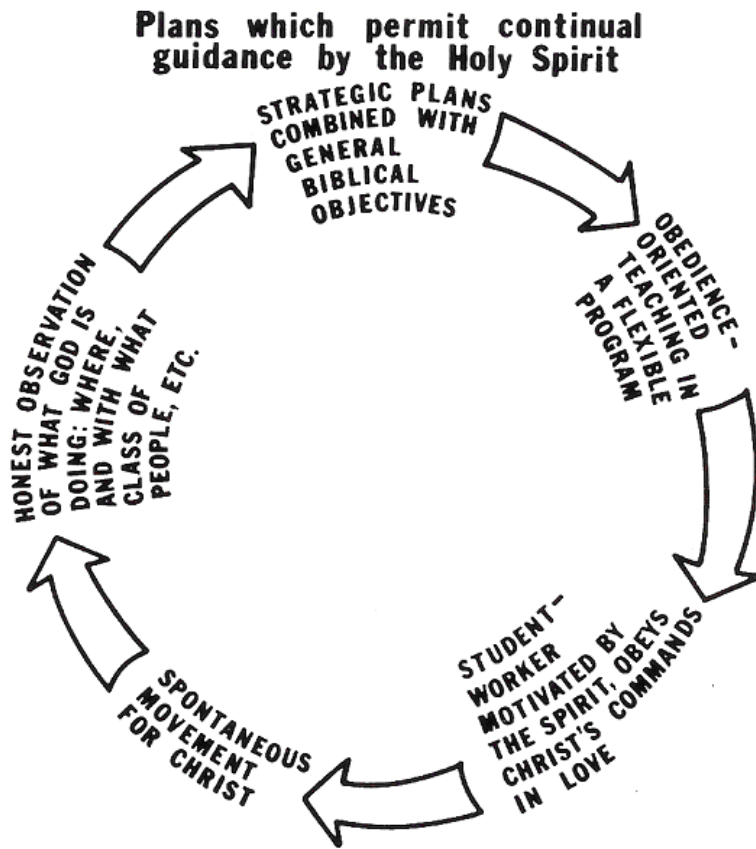 Plans which permit continual
guidance by the Holy Spirit
STRATEGIC PLANS
COMBINED WITH
GENERAL
BIBLICAL
OBJECTIVES
OBEDIENCE-
ORIENTED
TEACHING IN
A FLEXIBLE
PROGRAM
STUDENT-
WORKER
MOTIVATED BY
THE SPIRIT, OBEYS
CHRIST'S COMMANDS
IN LOVE
SPONTANEOUS
MOVEMENT
FOR CHRIST
HONEST OBSERVATION
OF WHAT GOD IS
DOING: WHERE,
AND WITH WHAT
CLASS OF
PEOPLE, ETC.